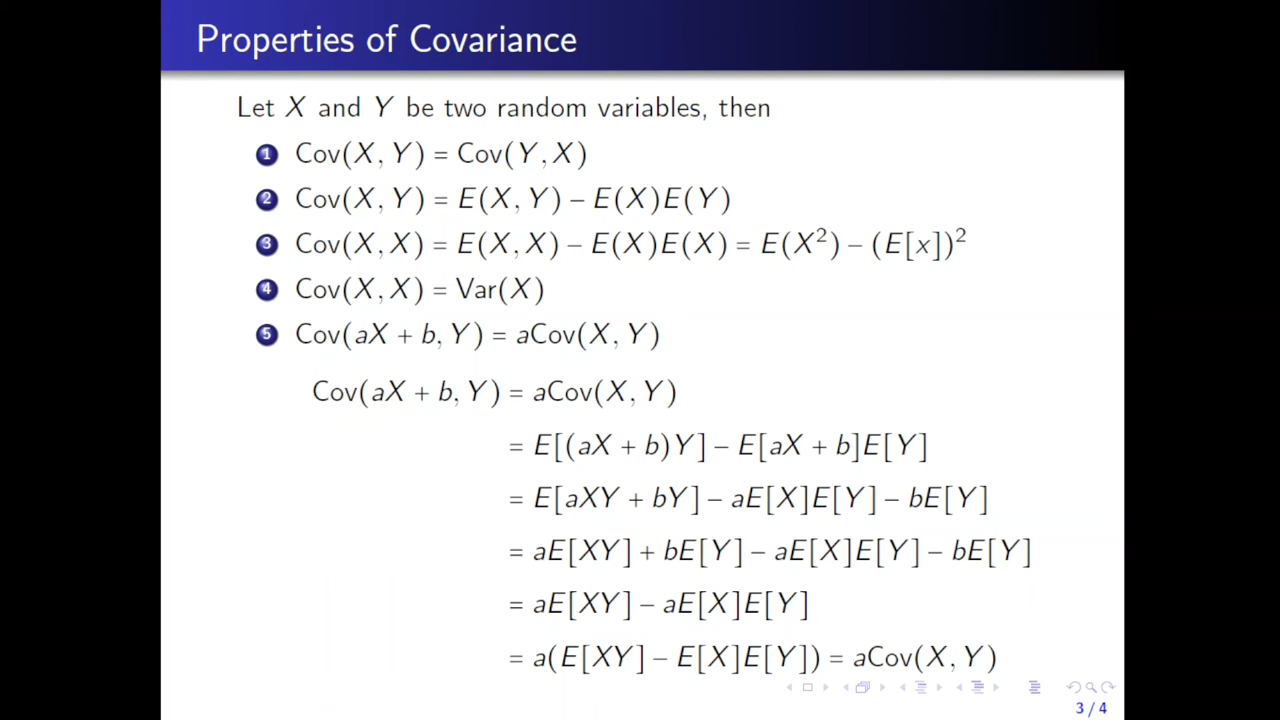 Properties of Covariance
Let X and Y be two random variables, then
1 Cov(X, Y) = Cov(Y, X)
2 Cov(X, Y) = E(X, Y) − E(X)E(Y)
3 Cov(X, X) = E(X, X) − E(X)E(X) = E(X²) − (E[x])²
4 Cov(X, X) = Var(X)
5 Cov(aX + b, Y) = aCov(X, Y)
Cov(aX + b, Y) = aCov(X, Y)
= E[(aX + b)Y] − E[aX + b]E[Y]
= E[aXY + bY] − aE[X]E[Y] − bE[Y]
= aE[XY] + bE[Y] − aE[X]E[Y] − bE[Y]
= aE[XY] − aE[X]E[Y]
= a(E[XY] − E[X]E[Y]) = aCov(X, Y)
3 / 4